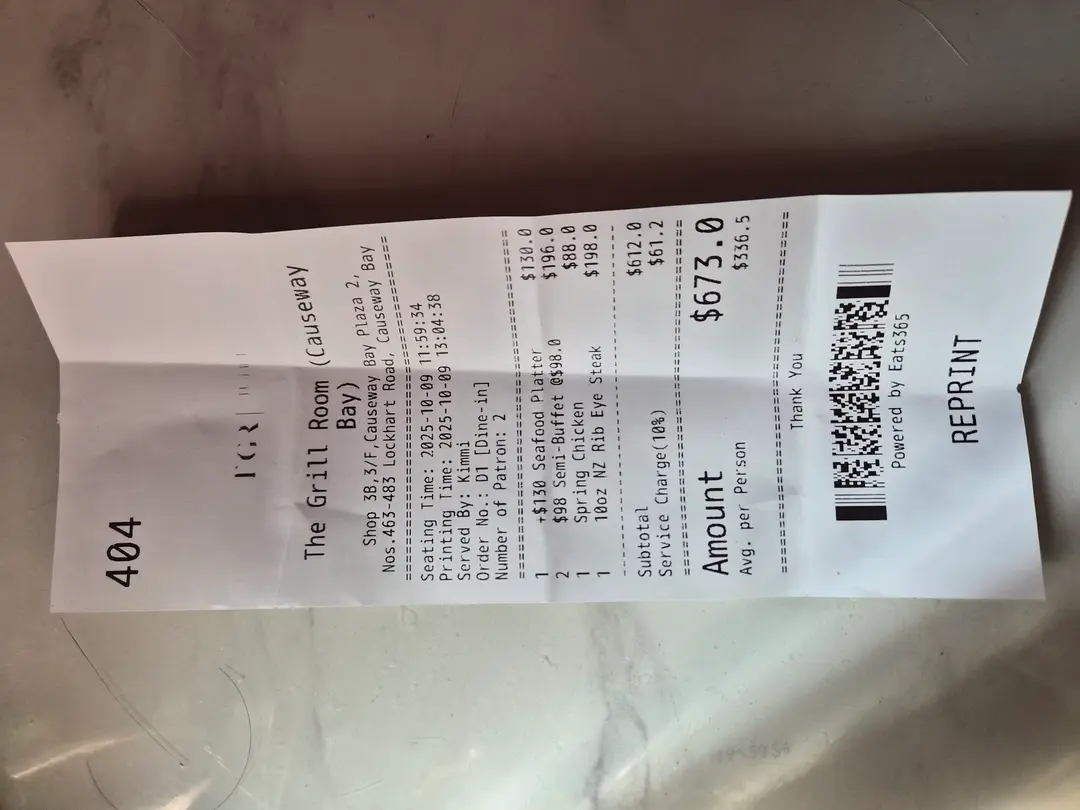 404
TGR
The Grill Room (Causeway
Bay)
Shop 3B,3/F,Causeway Bay Plaza 2,
Nos.463-483 Lockhart Road, Causeway Bay
Seating Time: 2025-10-09 11:59:34
Printing Time: 2025-10-09 13:04:38
Served By: Kimmi
Order No.: D1 [Dine-in]
Number of Patron: 2
1 +$130 Seafood Platter $130.0
2 $98 Semi-Buffet @$98.0 $196.0
1 Spring Chicken $88.0
1 10oz NZ Rib Eye Steak $198.0
Subtotal $612.0
Service Charge(10%) $61.2
Amount $673.0
Avg. per Person $336.5
Thank You
Powered by Eats365
REPRINT